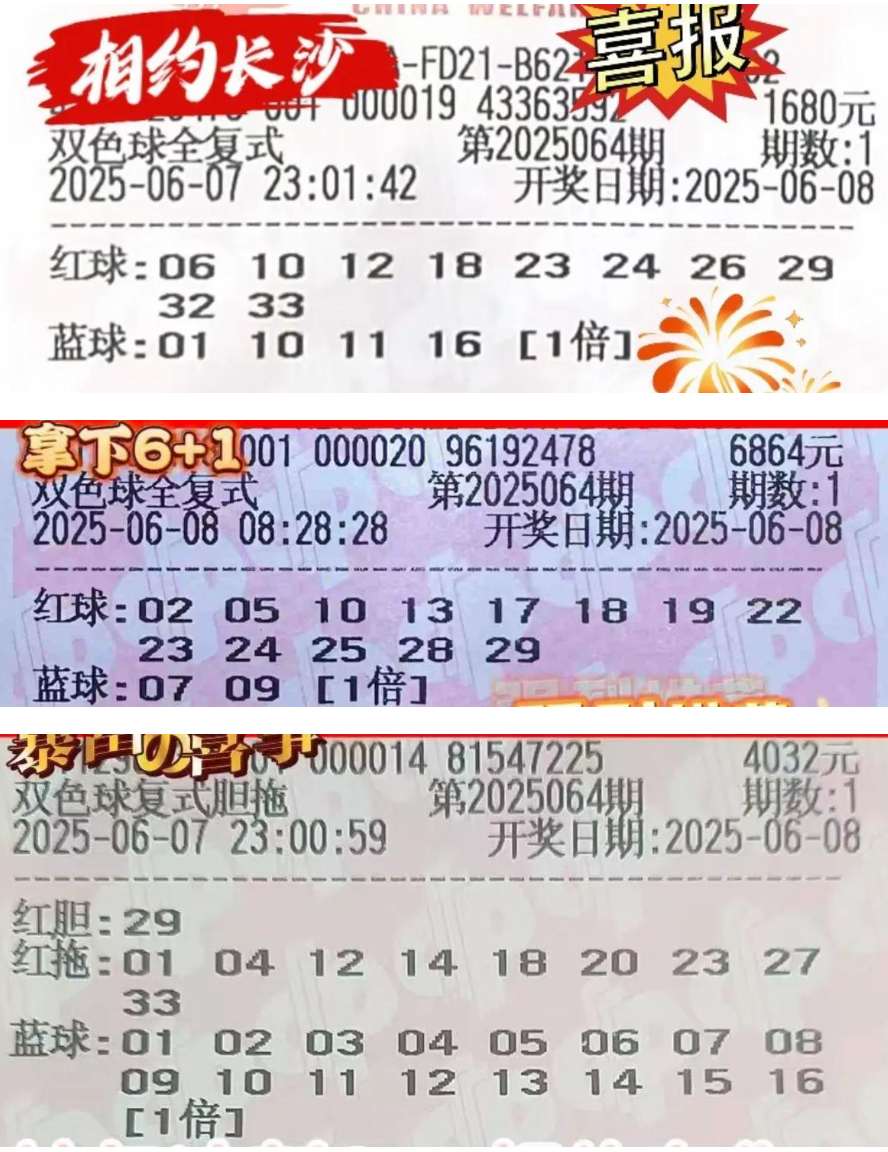 CHINA WELFA
相约长沙
-FD21-B62
喜报
000019 43363592 1680元
双色球全复式 第2025064期 期数:1
2025-06-07 23:01:42 开奖日期:2025-06-08
红球:06 10 12 18 23 24 26 29
32 33
蓝球:01 10 11 16 [1倍]
拿下6+1
001 000020 96192478 6864元
双色球全复式 第2025064期 期数:1
2025-06-08 08:28:28 开奖日期:2025-06-08
红球:02 05 10 13 17 18 19 22
23 24 25 28 29
蓝球:07 09 [1倍]
000014 81547225 4032元
双色球复式胆拖 第2025064期 期数:1
2025-06-07 23:00:59 开奖日期:2025-06-08
红胆:29
红拖:01 04 12 14 18 20 23 27
33
蓝球:01 02 03 04 05 06 07 08
09 10 11 12 13 14 15 16
[1倍]